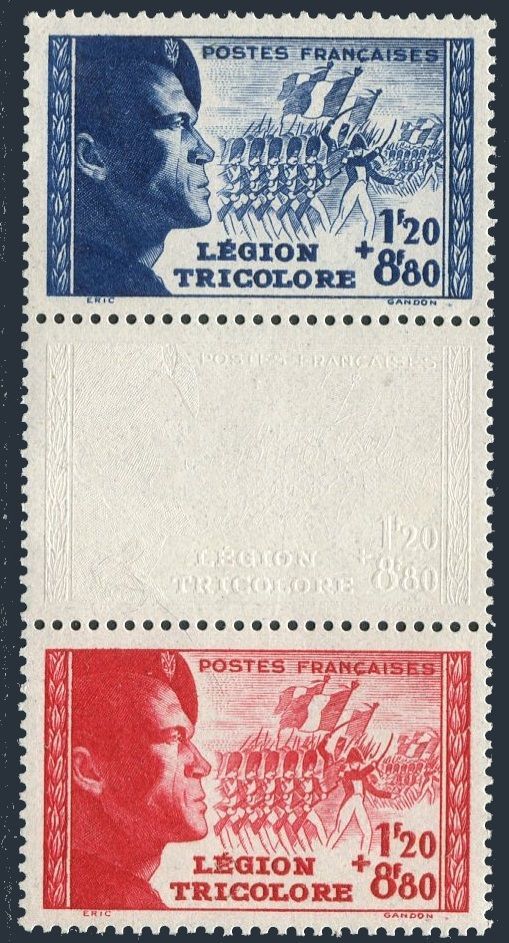 POSTES FRANÇAISES
1F20
LÉGION + 8F80
TRICOLORE
ERIC GANDON
POSTES FRANÇAISES
1F20
LÉGION + 8F80
TRICOLORE
POSTES FRANÇAISES
1F20
LÉGION + 8F80
TRICOLORE
ERIC GANDON